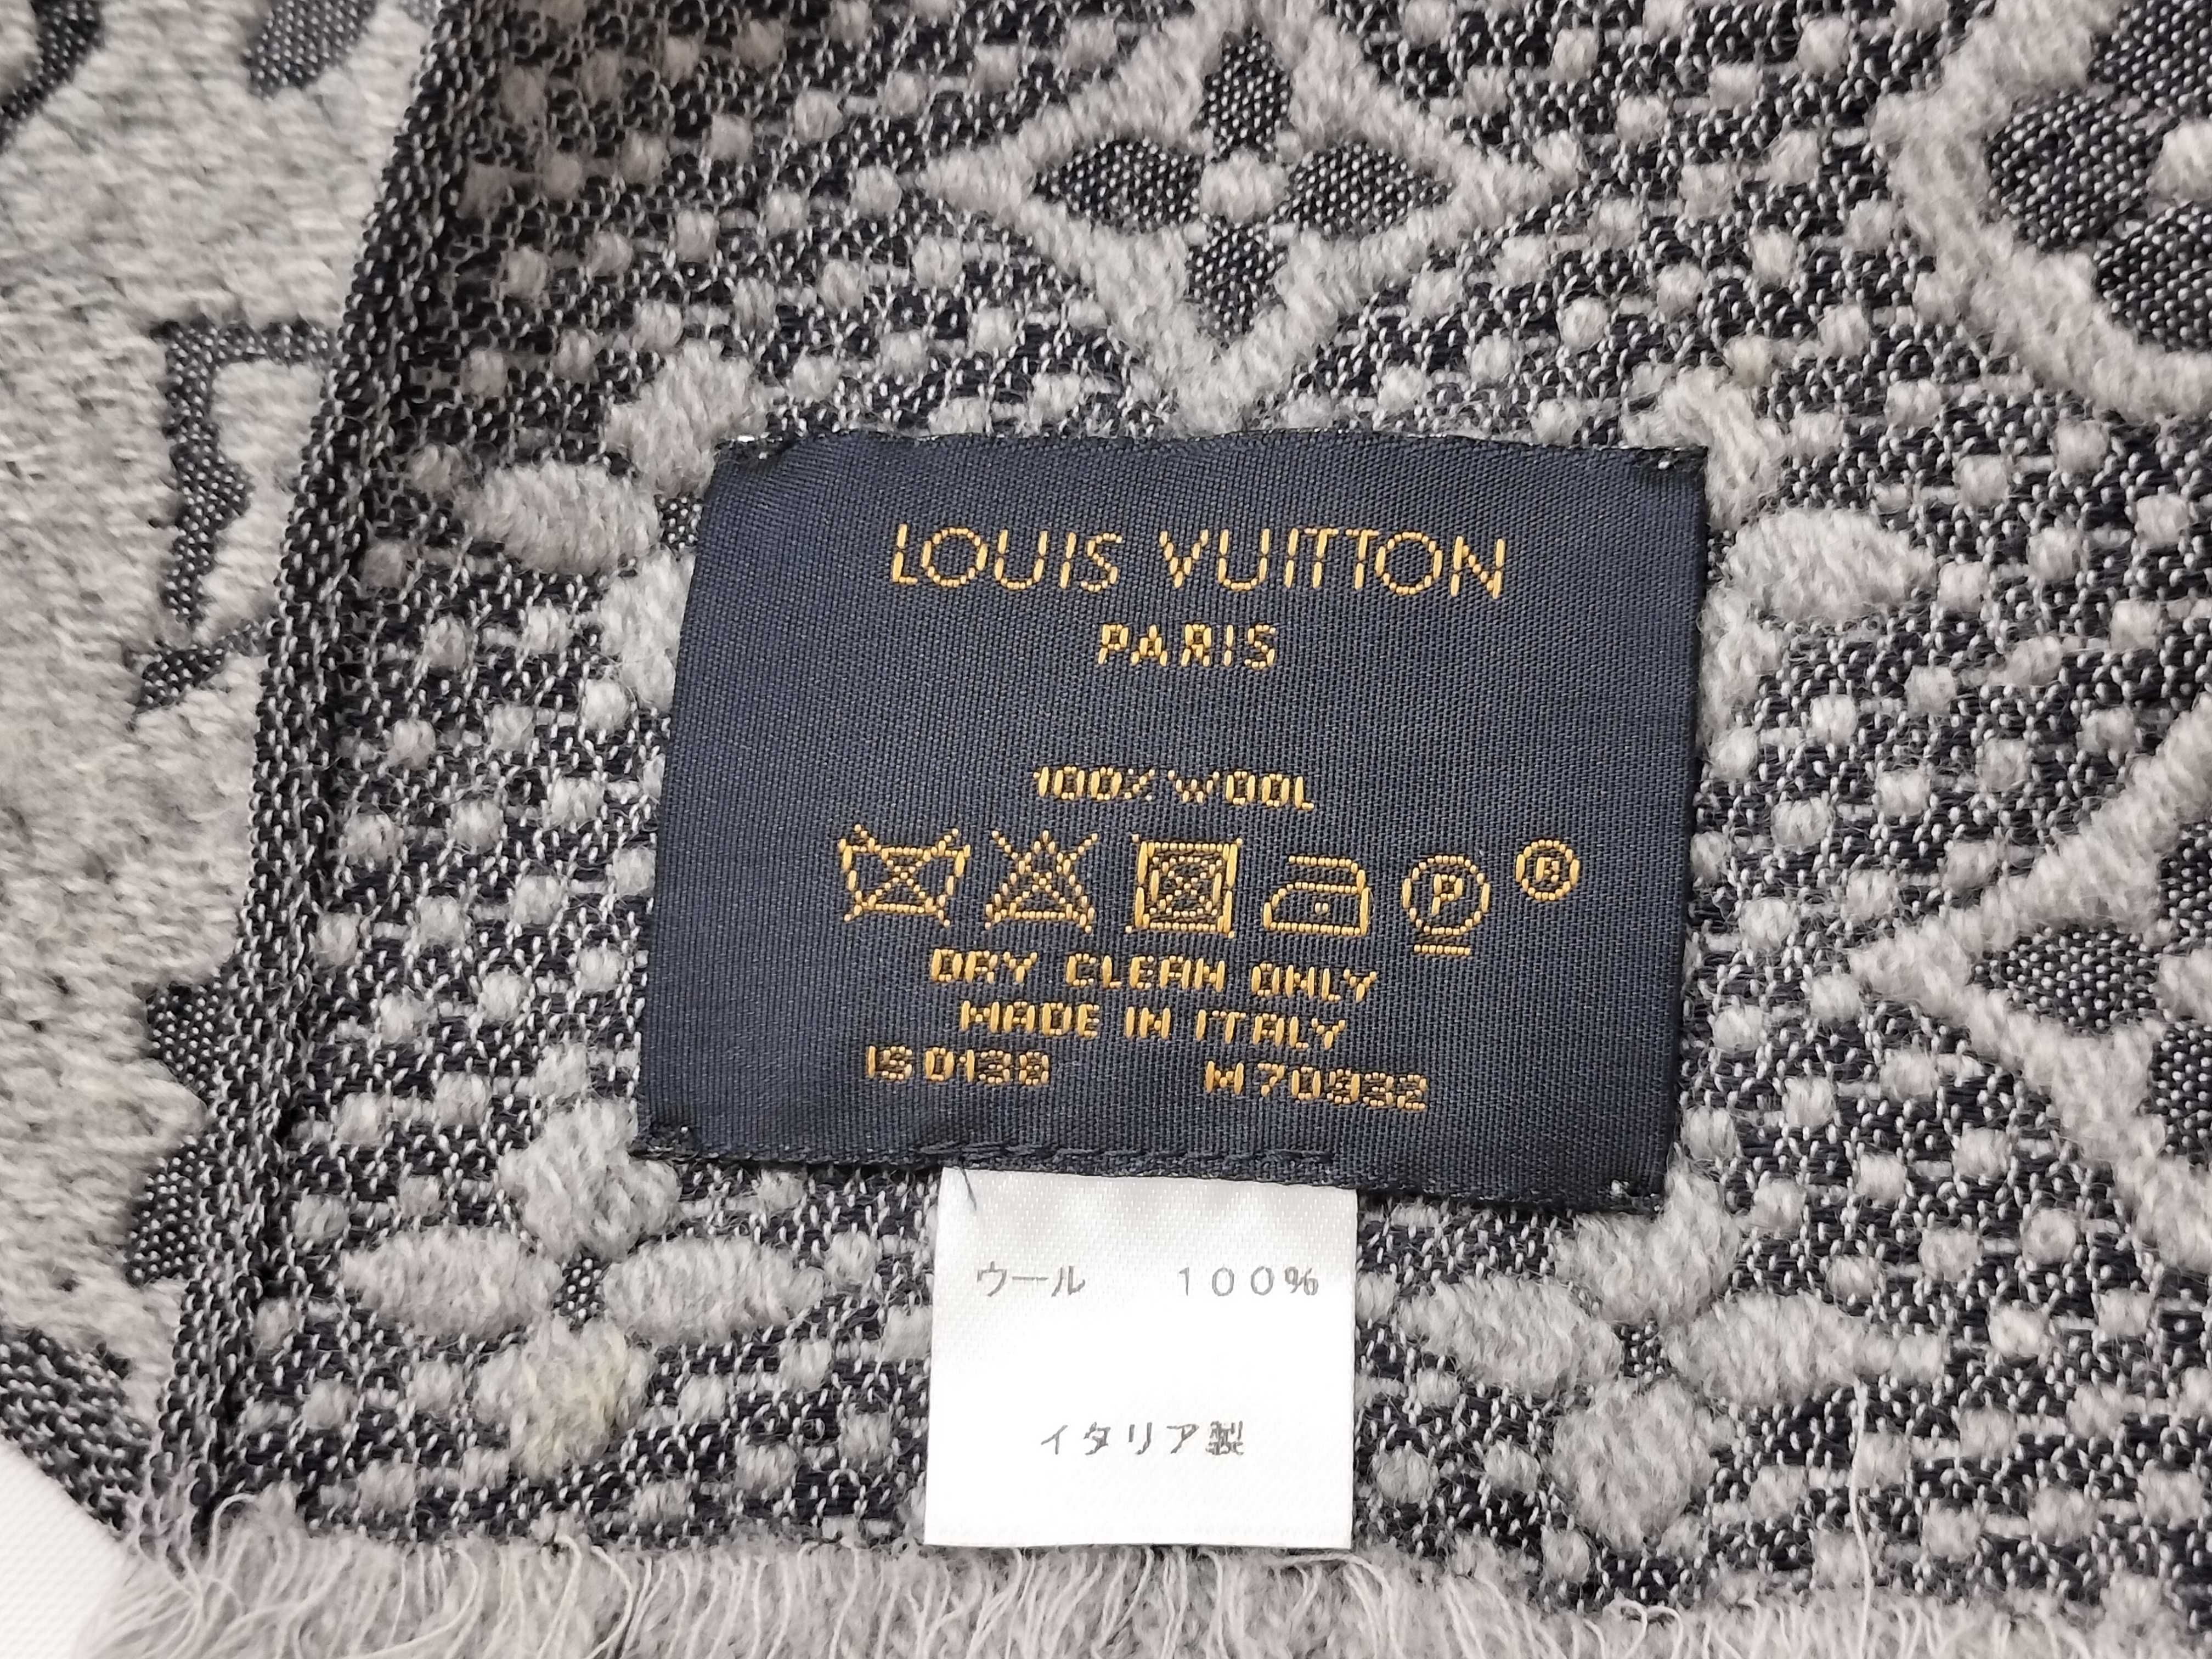 LOUIS VUITTON
PARIS
100% WOOL
P ®
DRY CLEAN ONLY
MADE IN ITALY
IS0138 M70932
ウール 100%
イタリア製